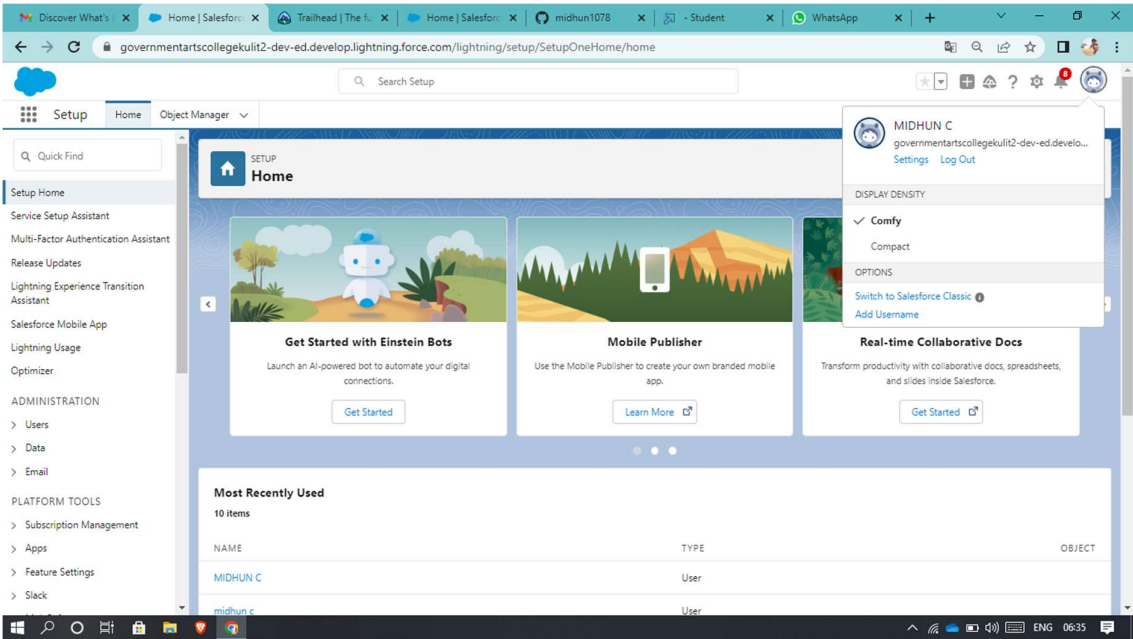 Discover What's
Home | Salesforc
Trailhead | The fu
Home | Salesforc
midhun1078
- Student
WhatsApp
governmentartscollegekulit2-dev-ed.develop.lightning.force.com/lightning/setup/SetupOneHome/home
Search Setup
8
Setup
Home
Object Manager
MIDHUN C
governmentartscollegekulit2-dev-ed.develo...
Settings Log Out
DISPLAY DENSITY
Comfy
Compact
OPTIONS
Switch to Salesforce Classic
Add Username
Quick Find
Setup Home
Service Setup Assistant
Multi-Factor Authentication Assistant
Release Updates
Lightning Experience Transition
Assistant
Salesforce Mobile App
Lightning Usage
Optimizer
ADMINISTRATION
Users
Data
Email
PLATFORM TOOLS
Subscription Management
Apps
Feature Settings
Slack
SETUP
Home
Get Started with Einstein Bots
Launch an AI-powered bot to automate your digital
connections.
Get Started
Mobile Publisher
Use the Mobile Publisher to create your own branded mobile
app.
Learn More
Real-time Collaborative Docs
Transform productivity with collaborative docs, spreadsheets,
and slides inside Salesforce.
Get Started
Most Recently Used
10 items
NAME TYPE OBJECT
MIDHUN C User
midhun c User
ENG 06:35